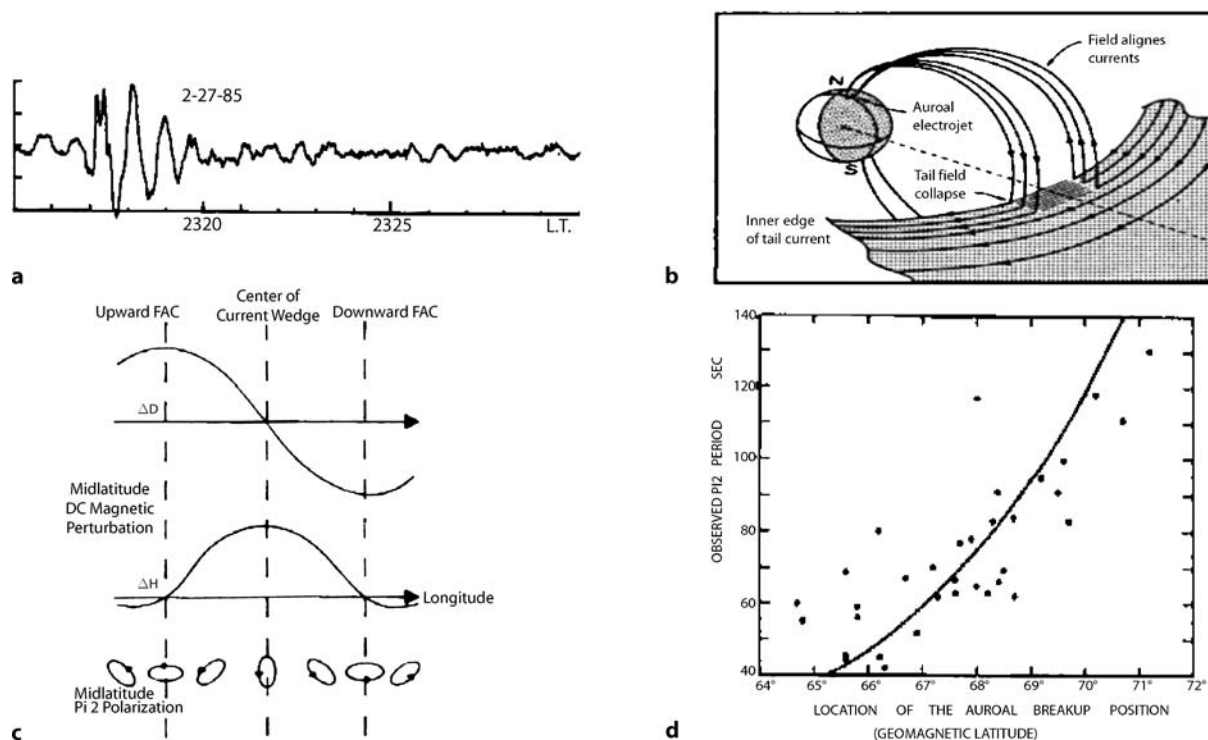 2-27-85
2320
2325
L.T.
a
N
S
Field alignes
currents
Auroal
electrojet
Tail field
collapse
Inner edge
of tail current
b
Upward FAC
Center of
Current Wedge
Downward FAC
ΔD
Midlatitude
DC Magnetic
Perturbation
ΔH
Longitude
Midlatitude
Pi 2 Polarization
c
140
120
100
80
60
40
OBSERVED PI2 PERIOD SEC
64°
65°
66°
67°
68°
69°
70°
71°
72°
LOCATION OF THE AUROAL BREAKUP POSITION
(GEOMAGNETIC LATITUDE)
d